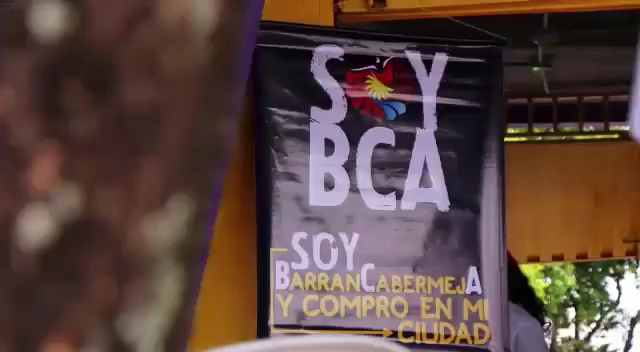 SOY
BCA
SOY
BARRANCABERMEJA
Y COMPRO EN MI
CIUDAD